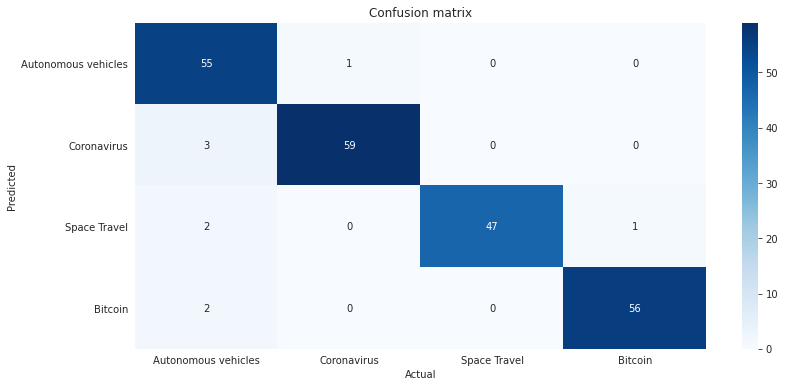 Confusion matrix
Autonomous vehicles 55 1 0 0
Coronavirus 3 59 0 0
Space Travel 2 0 47 1
Bitcoin 2 0 0 56
Autonomous vehicles Coronavirus Space Travel Bitcoin
Actual
Predicted
50
40
30
20
10
0